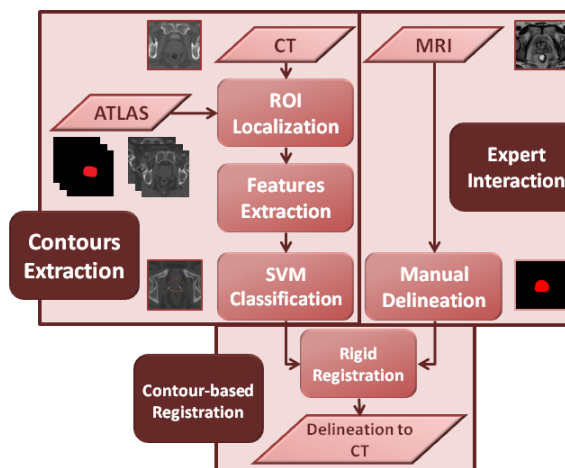 CT
MRI
ATLAS
ROI
Localization
Expert
Interaction
Features
Extraction
Contours
Extraction
SVM
Classification
Manual
Delineation
Rigid
Registration
Contour-based
Registration
Delineation to
CT